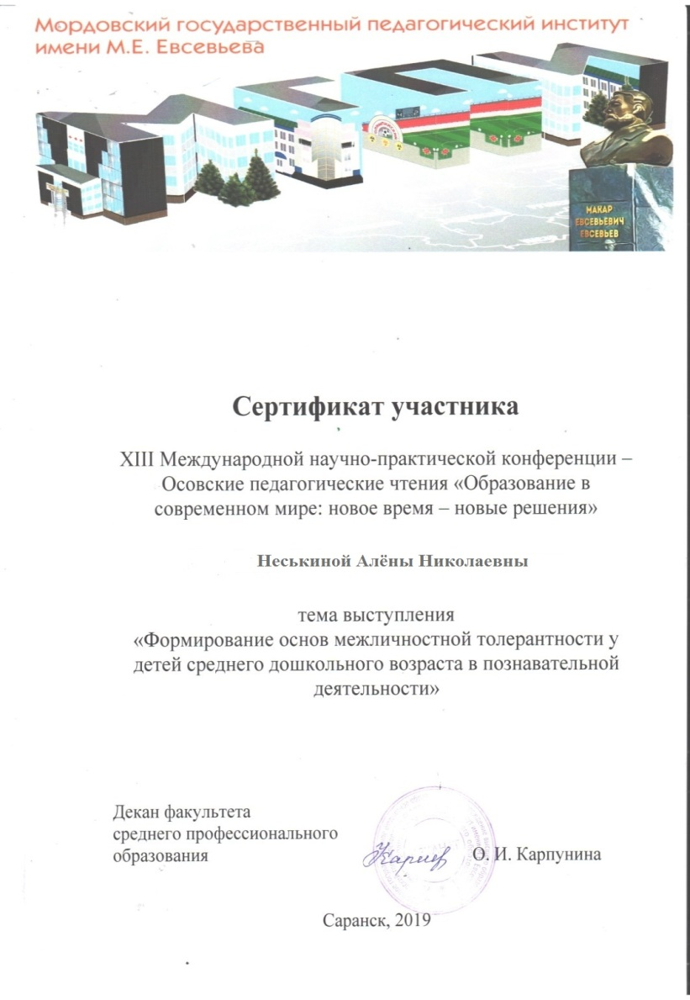 Мордовский государственный педагогический институт
имени М.Е. Евсевьева
МАКАР
ЕВСЕВЬЕВИЧ
ЕВСЕВЬЕВ
Сертификат участника
XIII Международной научно-практической конференции –
Осовские педагогические чтения «Образование в
современном мире: новое время – новые решения»
Неськиной Алёны Николаевны
тема выступления
«Формирование основ межличностной толерантности у
детей среднего дошкольного возраста в познавательной
деятельности»
Декан факультета
среднего профессионального
образования
О. И. Карпунина
Саранск, 2019